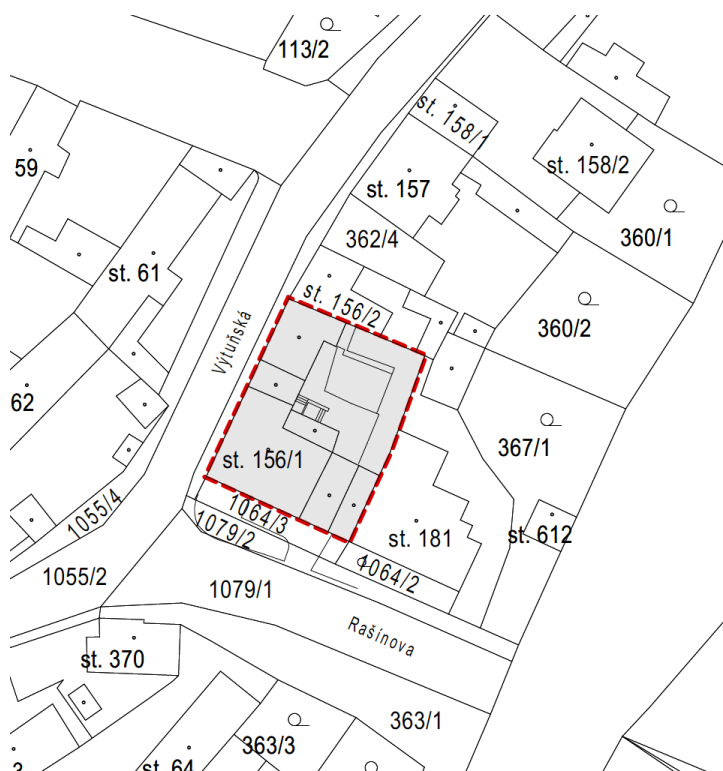 113/2
st. 158/1
59
st. 157
st. 158/2
362/4
360/1
st. 61
st. 156/2
360/2
Výtuňská
62
st. 156/1
367/1
1055/4
1064/3
1079/2
st. 181
st. 612
1055/2
1079/1
1064/2
Rašínova
st. 370
363/1
363/3
st. 64